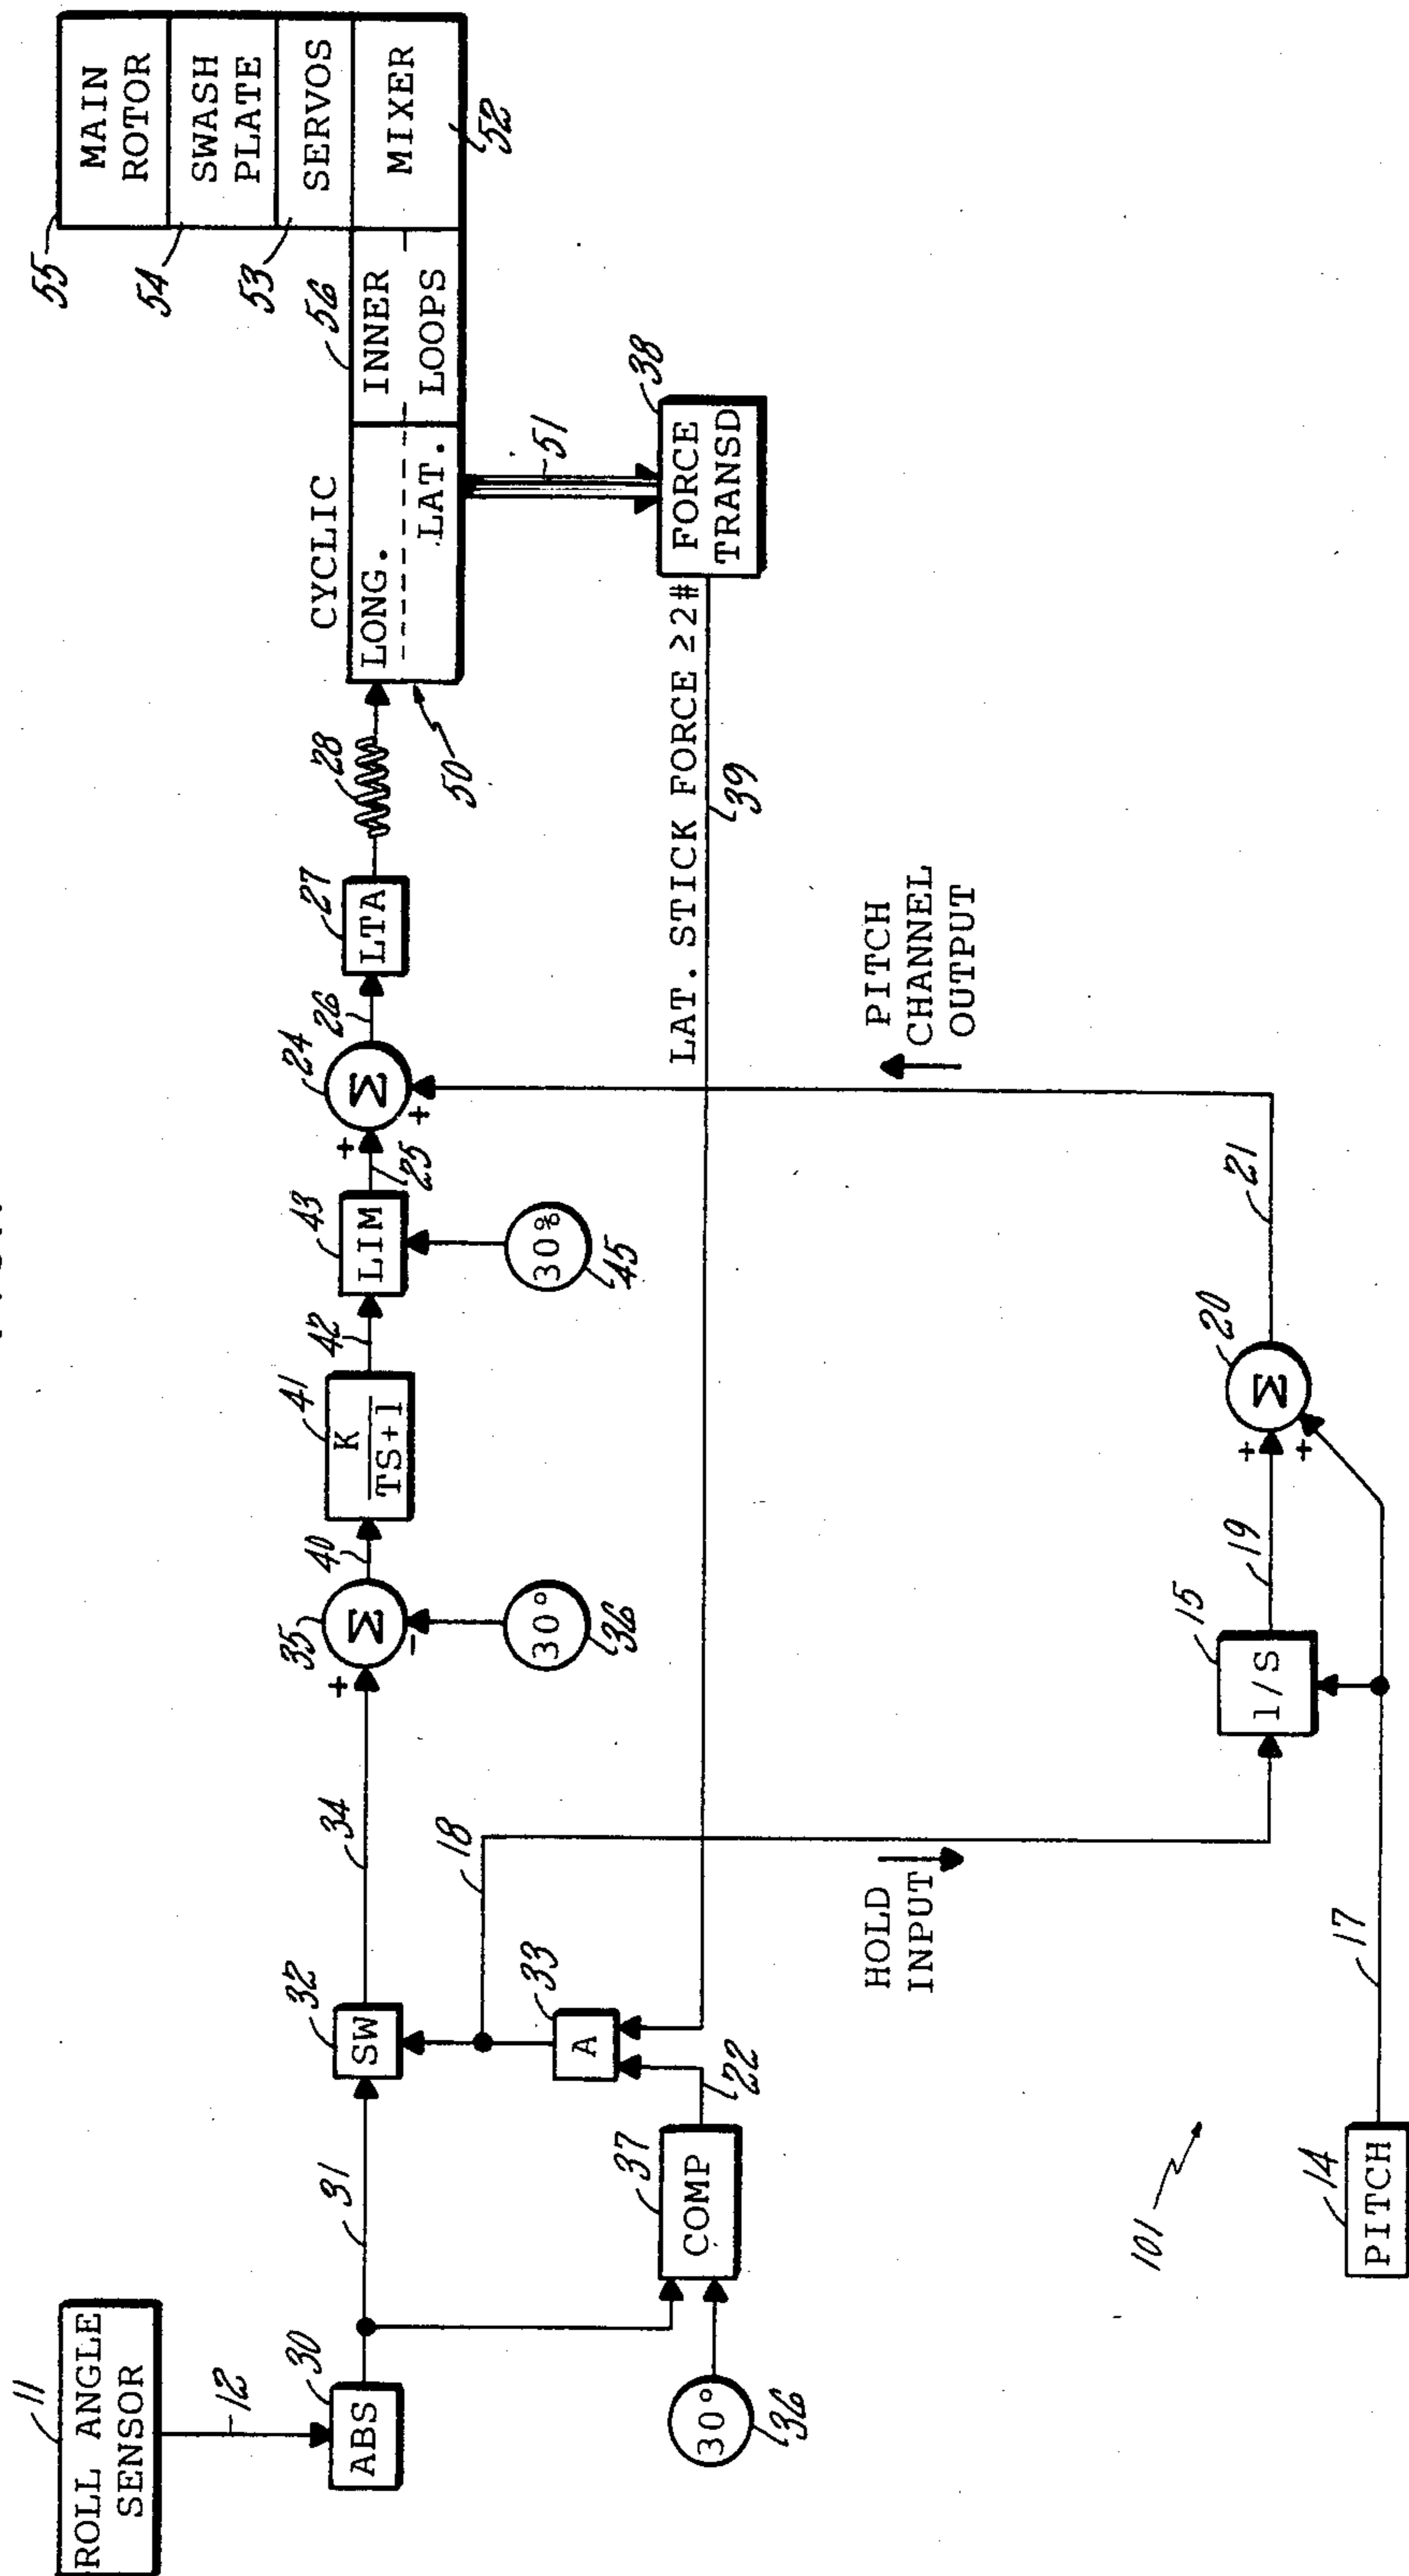 11
ROLL ANGLE
SENSOR
12
30
ABS
31
32
SW
34
35
Σ
+
-
30°
36
40
41
K
TS+1
42
43
LIM
30%
45
25
+
+
24
Σ
26
27
LTA
28
CYCLIC
LONG.
LAT.
50
56
INNER
LOOPS
55
MAIN
ROTOR
54
SWASH
PLATE
53
SERVOS
MIXER
52
51
38
FORCE
TRANSD
LAT. STICK FORCE ≥2#
39
30°
36
37
COMP
22
33
A
18
HOLD
INPUT
PITCH
CHANNEL
OUTPUT
101
14
PITCH
17
15
1/S
19
+
+
20
Σ
21